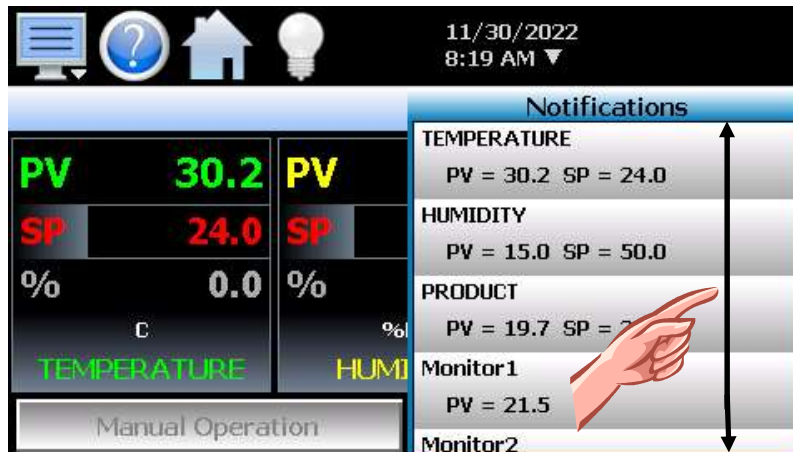 11/30/2022
8:19 AM ▼
Notifications
PV 30.2
SP 24.0
% 0.0
C
TEMPERATURE
PV
SP
%
Manual Operation
TEMPERATURE
PV = 30.2 SP = 24.0
HUMIDITY
PV = 15.0 SP = 50.0
PRODUCT
PV = 19.7 SP =
Monitor1
PV = 21.5
Monitor2